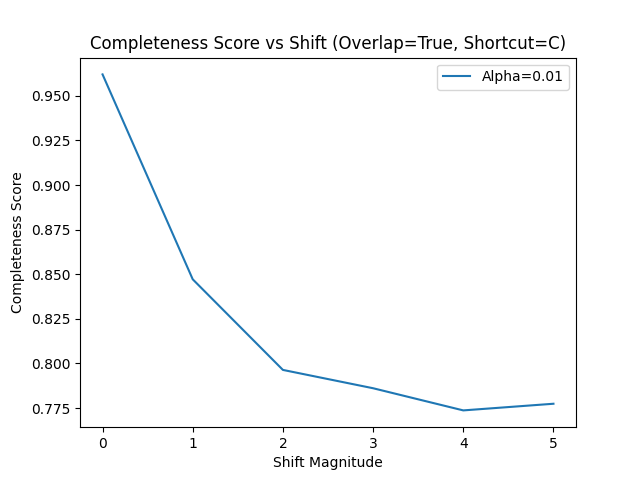 Completeness Score vs Shift (Overlap=True, Shortcut=C)
Alpha=0.01
Completeness Score
0.950
0.925
0.900
0.875
0.850
0.825
0.800
0.775
0 1 2 3 4 5
Shift Magnitude